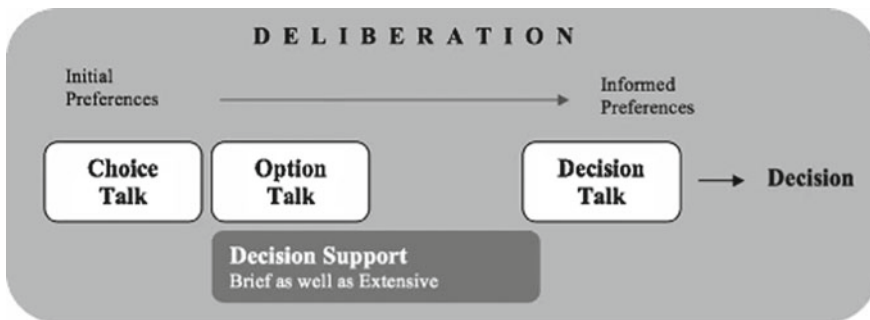 DELIBERATION
Initial
Preferences
Informed
Preferences
Choice
Talk
Option
Talk
Decision
Talk
Decision
Decision Support
Brief as well as Extensive